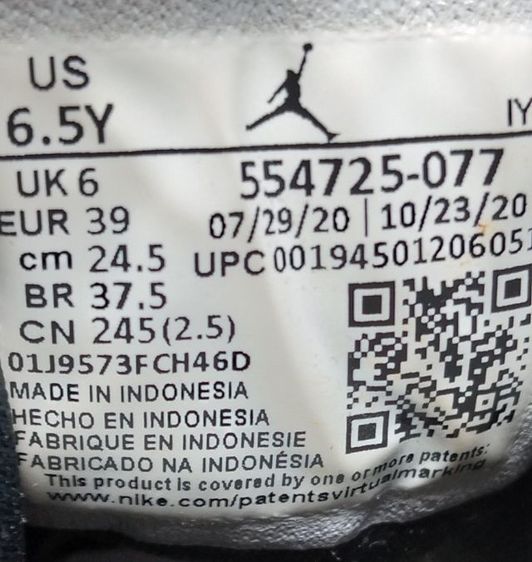 US
6.5Y
IY
UK 6
554725-077
EUR 39
07/29/20 | 10/23/20
cm 24.5
UPC 00194501206051
BR 37.5
CN 245(2.5)
01J9573FCH46D
MADE IN INDONESIA
HECHO EN INDONESIA
FABRIQUE EN INDONESIE
FABRICADO NA INDONÉSIA
This product is covered by one or more patents:
www.nike.com/patentsvirtualmarking